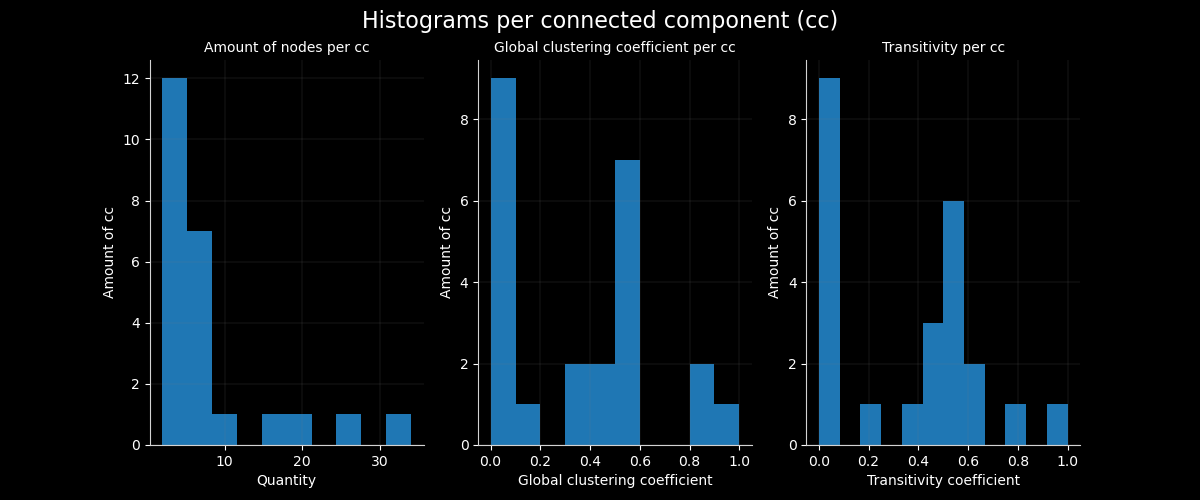 Histograms per connected component (cc)
Amount of nodes per cc
Amount of cc
12
10
8
6
4
2
0
10 20 30
Quantity
Global clustering coefficient per cc
Amount of cc
8
6
4
2
0
0.0 0.2 0.4 0.6 0.8 1.0
Global clustering coefficient
Transitivity per cc
Amount of cc
8
6
4
2
0
0.0 0.2 0.4 0.6 0.8 1.0
Transitivity coefficient